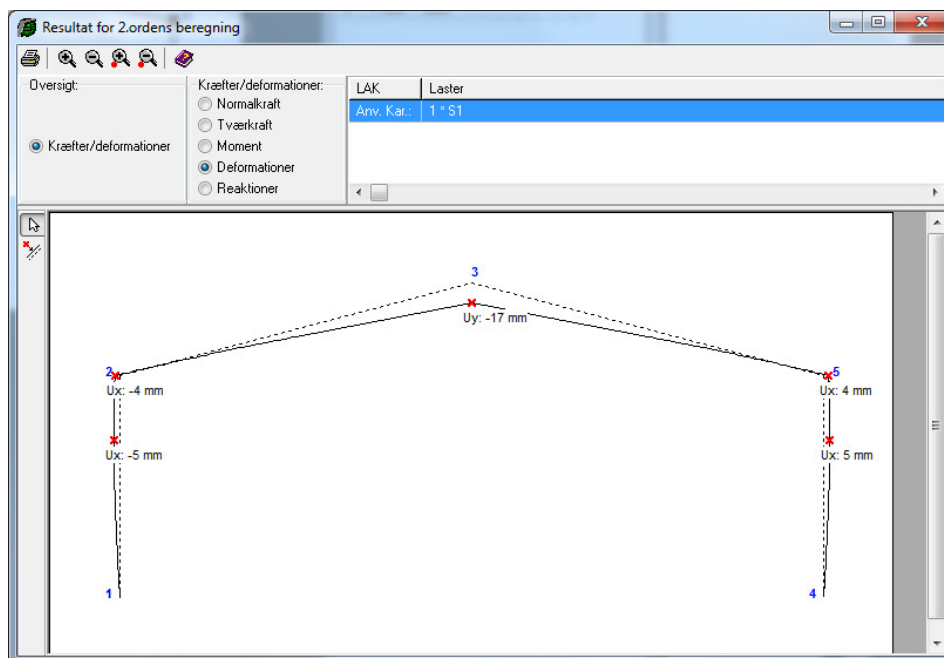 Resultat for 2.ordens beregning
Oversigt:
Kræfter/deformationer
Kræfter/deformationer:
Normalkraft
Tværkraft
Moment
Deformationer
Reaktioner
LAK Laster
Anv. Kar.: 1 * S1
3
Uy: -17 mm
2 5
Ux: -4 mm Ux: 4 mm
Ux: -5 mm Ux: 5 mm
1 4